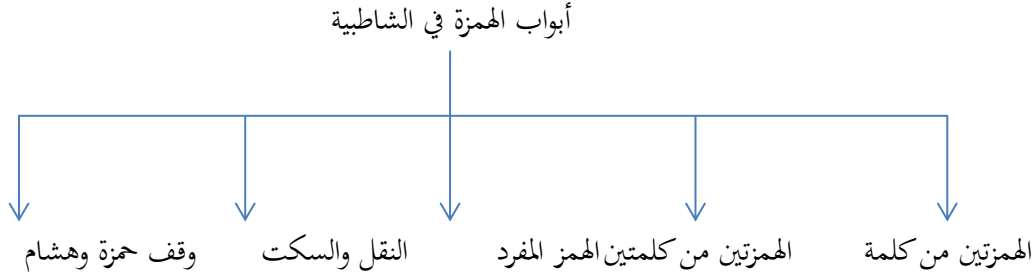 أبواب الهمزة في الشاطبية
الهمزتين من كلمة
الهمزتين من كلمتين
الهمز المفرد
النقل والسكت
وقف حمزة وهشام